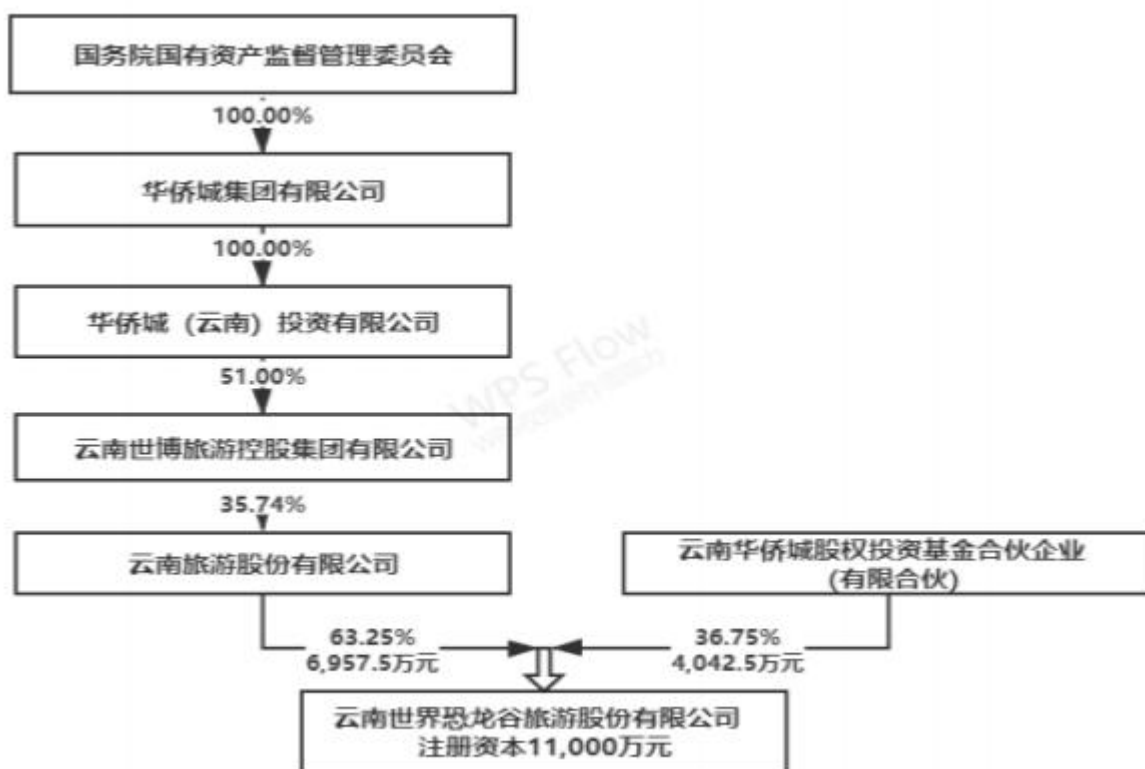 国务院国有资产监督管理委员会
100.00%
华侨城集团有限公司
100.00%
华侨城（云南）投资有限公司
51.00%
云南世博旅游控股集团有限公司
35.74%
云南旅游股份有限公司
云南华侨城股权投资基金合伙企业
(有限合伙)
63.25%
6,957.5万元
36.75%
4,042.5万元
云南世界恐龙谷旅游股份有限公司
注册资本11,000万元
WPS Flow